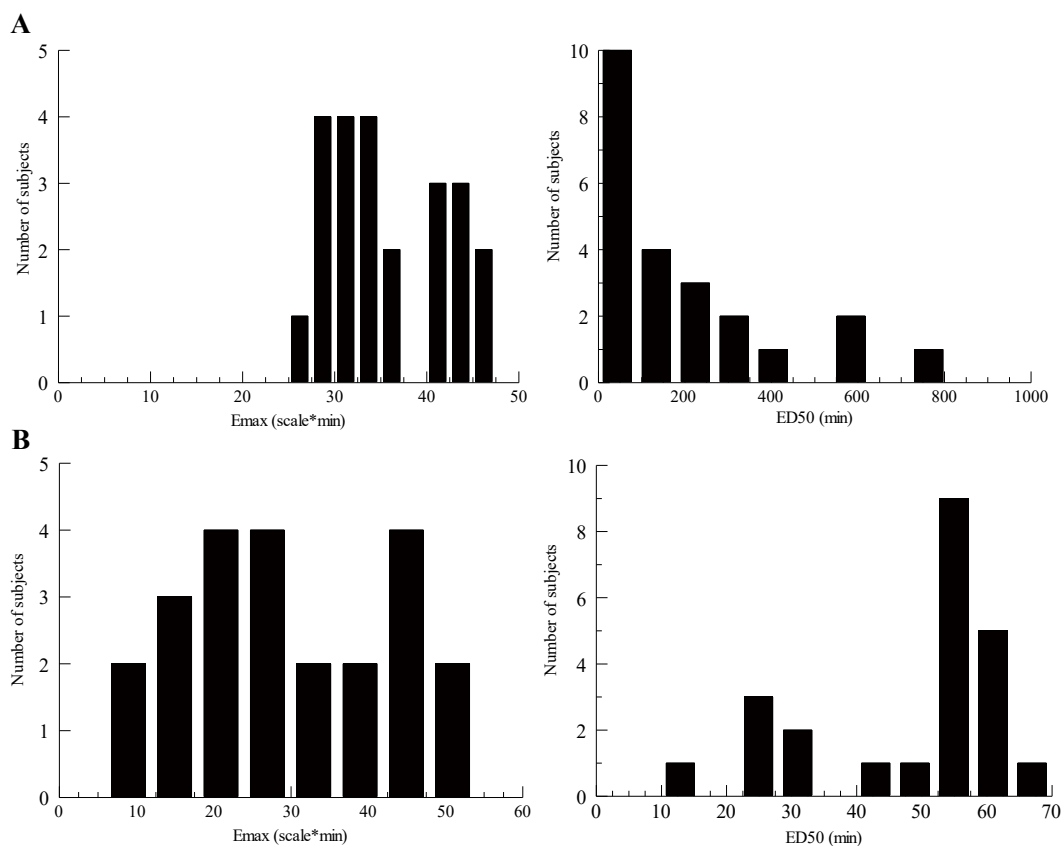 A
Number of subjects
5
4
3
2
1
0
0 10 20 30 40 50
Emax (scale*min)
Number of subjects
10
8
6
4
2
0
0 200 400 600 800 1000
ED50 (min)
B
Number of subjects
5
4
3
2
1
0
10 20 30 40 50 60
Emax (scale*min)
Number of subjects
10
8
6
4
2
0
0 10 20 30 40 50 60 70
ED50 (min)